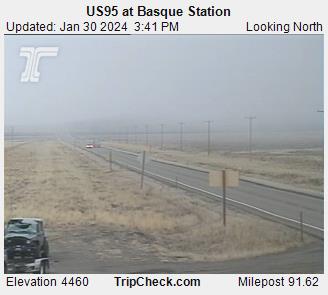 US95 at Basque Station
Updated: Jan 30 2024 3:41 PM Looking North
Elevation 4460 TripCheck.com Milepost 91.62